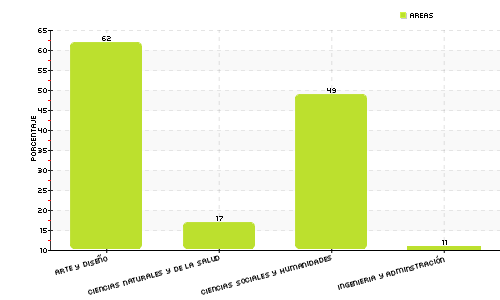 AREAS
65
62
60
55
50
49
45
40
PORCENTAJE
35
30
25
20
17
15
11
10
ARTE Y DISEÑO
CIENCIAS NATURALES Y DE LA SALUD
CIENCIAS SOCIALES Y HUMANIDADES
INGENIERIA Y ADMINSTRACIÓN